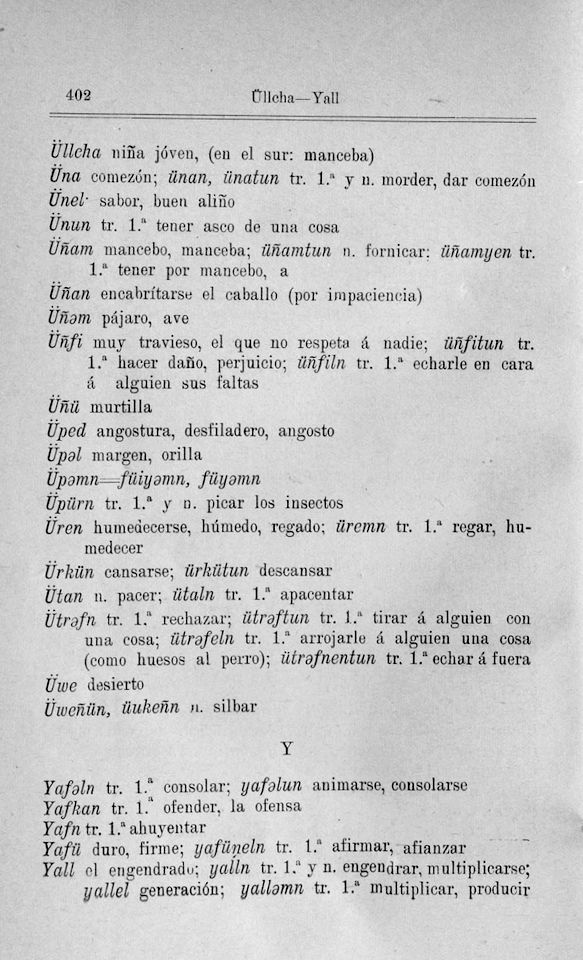 402 Üllcha—Yall
Üllcha niña jóven, (en el sur: manceba)
Üna comezón; ünan, ünatun tr. 1.ª y n. morder, dar comezón
Ünel sabor, buen aliño
Ünun tr. 1.ª tener asco de una cosa
Üñam mancebo, manceba; üñamtun n. fornicar; üñamyen tr.
1.ª tener por mancebo, a
Üñan encabrítarse el caballo (por impaciencia)
Üñəm pájaro, ave
Üñfi muy travieso, el que no respeta á nadie; üñfitun tr.
1.ª hacer daño, perjuicio; üñfiln tr. 1.ª echarle en cara
á alguien sus faltas
Üñü murtilla
Üped angostura, desfiladero, angosto
Üpəl margen, orilla
Üpəmn=füiyəmn, füyəmn
Üpürn tr. 1.ª y n. picar los insectos
Üren humedecerse, húmedo, regado; üremn tr. 1.ª regar, hu-
medecer
Ürkün cansarse; ürkütun descansar
Ütan n. pacer; ütaln tr. 1.ª apacentar
Ütrəfn tr. 1.ª rechazar; ütrəftun tr. 1.ª tirar á alguien con
una cosa; ütrəfeln tr. 1.ª arrojarle á alguien una cosa
(como huesos al perro); ütrəfnentun tr. 1.ª echar á fuera
Üwe desierto
Üweñün, üukeñn n. silbar
Y
Yafəln tr. 1.ª consolar; yafəlun animarse, consolarse
Yafkan tr. 1.ª ofender, la ofensa
Yafn tr. 1.ª ahuyentar
Yafü duro, firme; yafüṇeln tr. 1.ª afirmar, afianzar
Yall el engendrado; yalln tr. 1.ª y n. engendrar, multiplicarse;
yallel generación; yalləmn tr. 1.ª multiplicar, producir